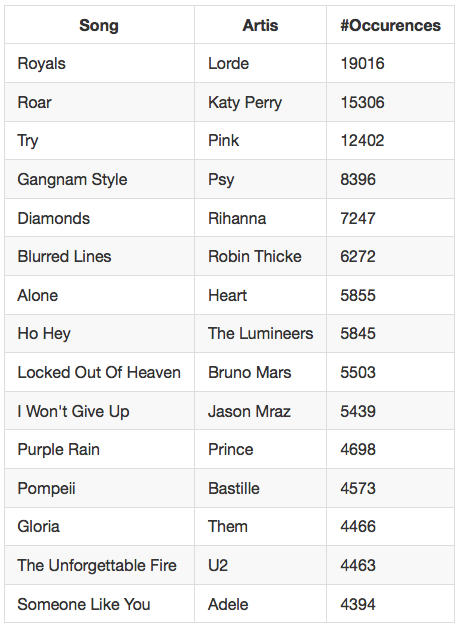 Song Artis #Occurences
Royals Lorde 19016
Roar Katy Perry 15306
Try Pink 12402
Gangnam Style Psy 8396
Diamonds Rihanna 7247
Blurred Lines Robin Thicke 6272
Alone Heart 5855
Ho Hey The Lumineers 5845
Locked Out Of Heaven Bruno Mars 5503
I Won't Give Up Jason Mraz 5439
Purple Rain Prince 4698
Pompeii Bastille 4573
Gloria Them 4466
The Unforgettable Fire U2 4463
Someone Like You Adele 4394